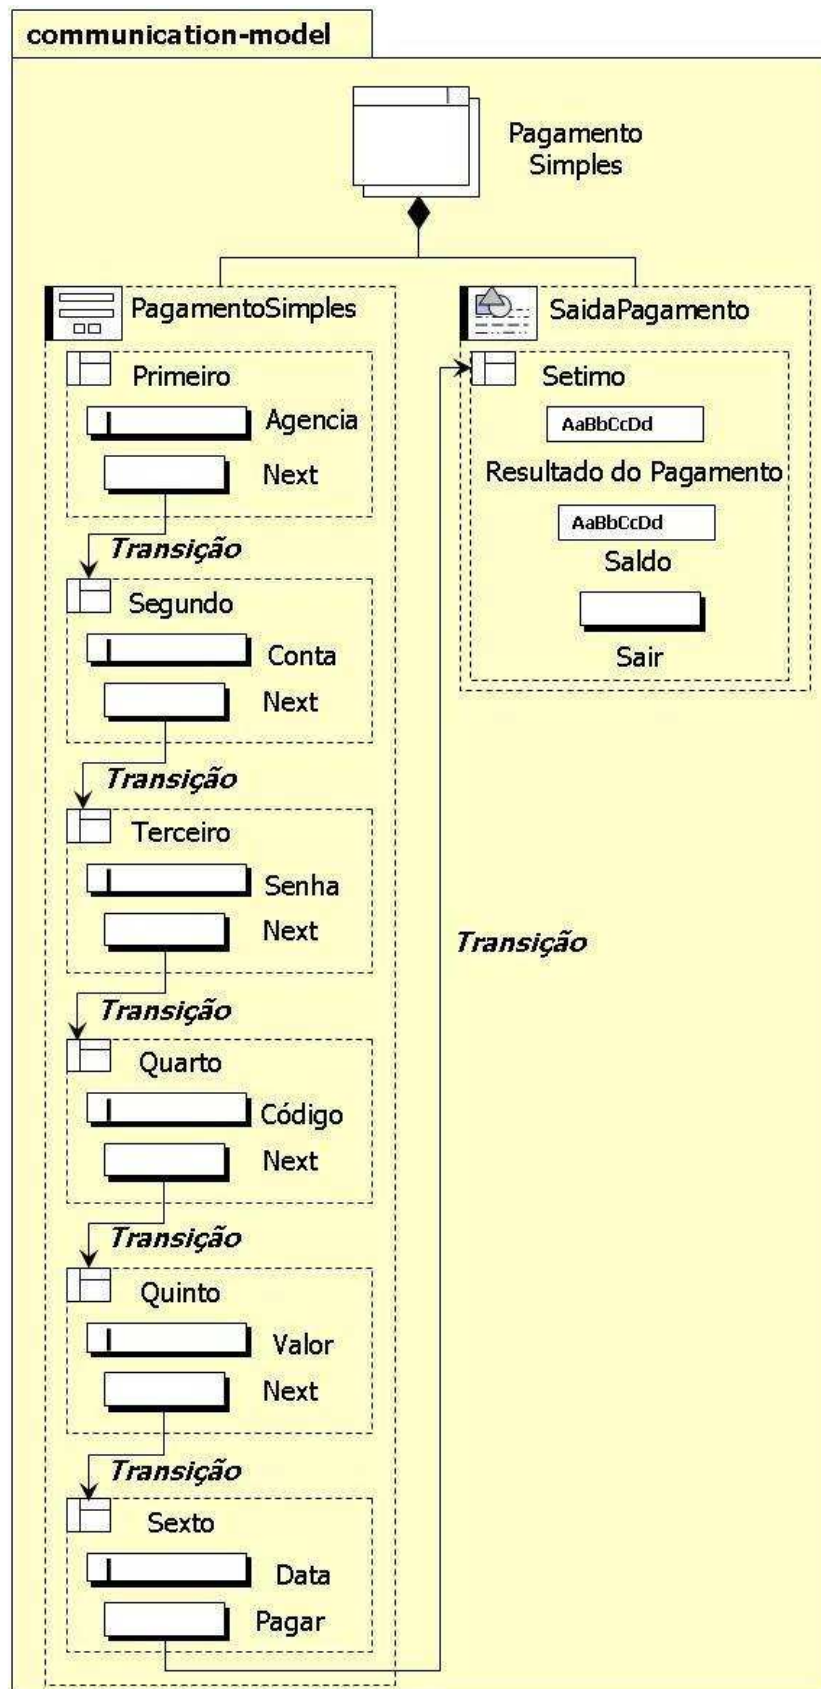 communication-model
Pagamento
Simples
PagamentoSimples
Primeiro
Agencia
Next
Transição
Segundo
Conta
Next
Transição
Terceiro
Senha
Next
Transição
Quarto
Código
Next
Transição
Quinto
Valor
Next
Transição
Sexto
Data
Pagar
Transição
SaidaPagamento
Setimo
AaBbCcDd
Resultado do Pagamento
AaBbCcDd
Saldo
Sair